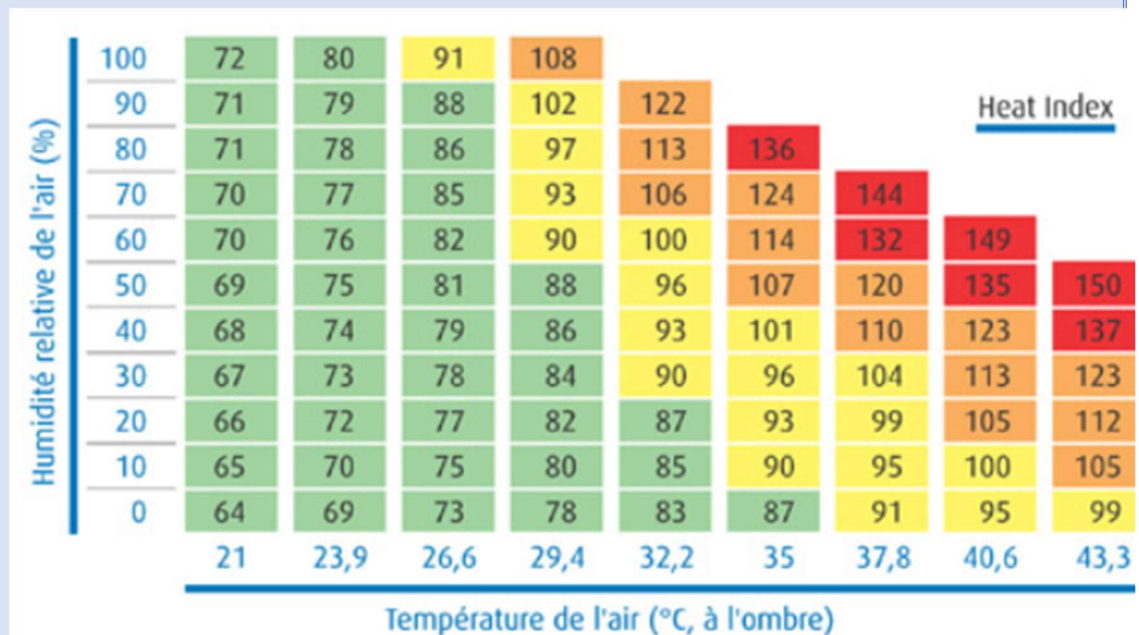 Humidité relative de l'air (%)
Heat Index
100 72 80 91 108
90 71 79 88 102 122
80 71 78 86 97 113 136
70 70 77 85 93 106 124 144
60 70 76 82 90 100 114 132 149
50 69 75 81 88 96 107 120 135 150
40 68 74 79 86 93 101 110 123 137
30 67 73 78 84 90 96 104 113 123
20 66 72 77 82 87 93 99 105 112
10 65 70 75 80 85 90 95 100 105
0 64 69 73 78 83 87 91 95 99
21 23,9 26,6 29,4 32,2 35 37,8 40,6 43,3
Température de l'air (°C, à l'ombre)